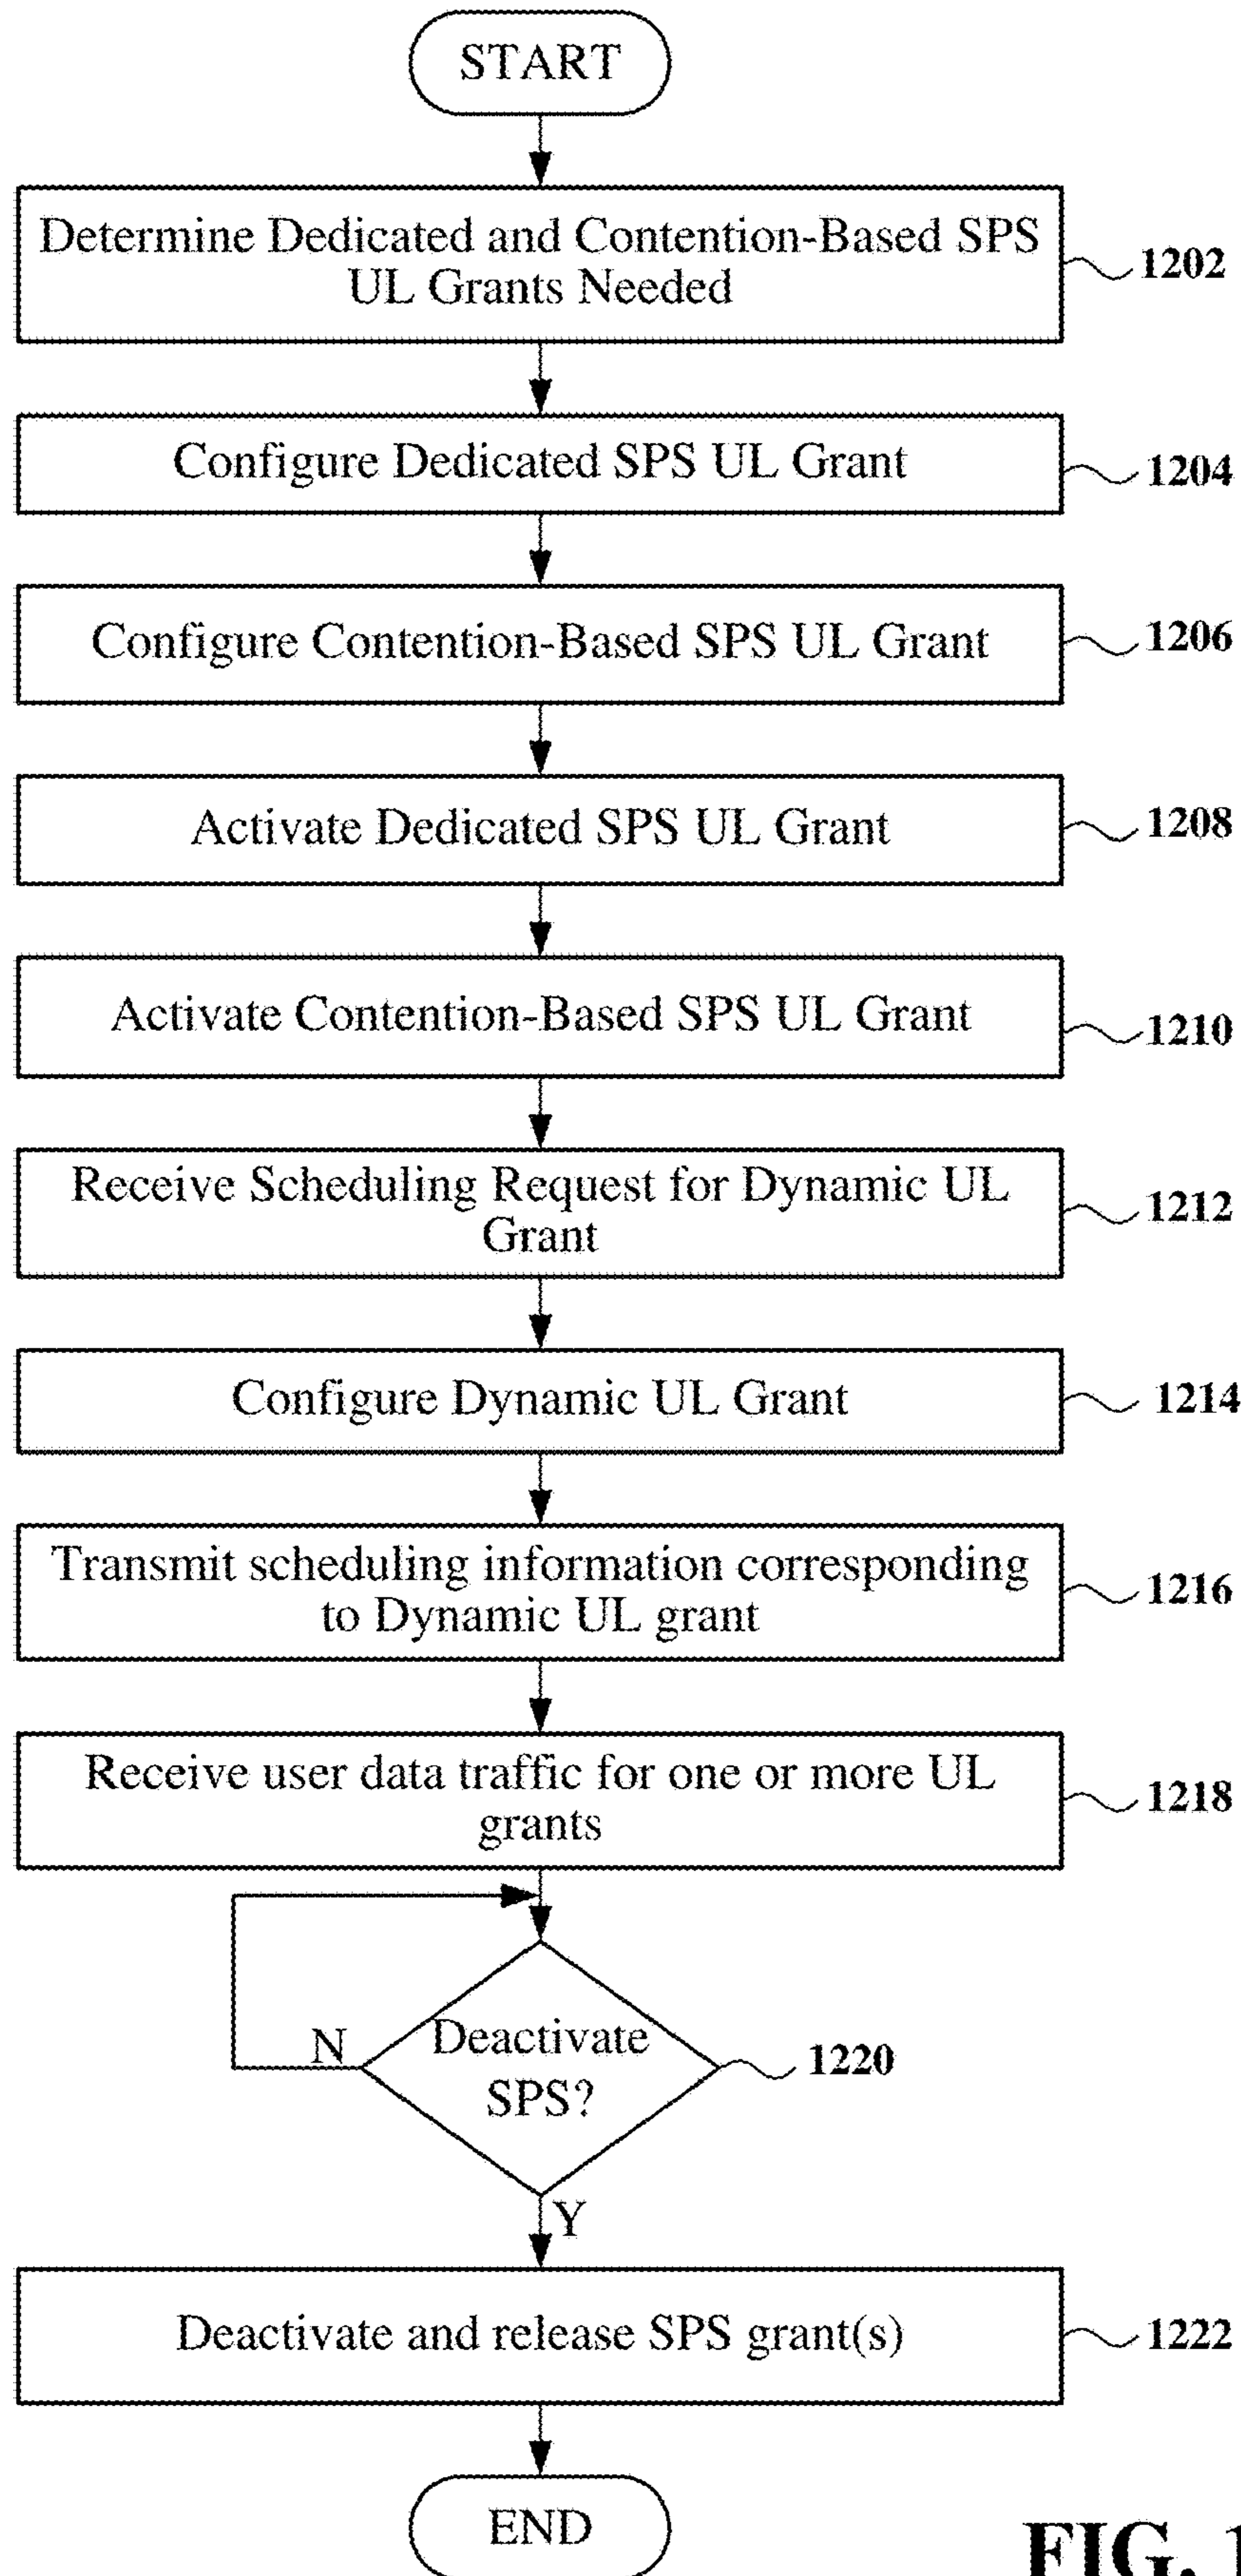 START
Determine Dedicated and Contention-Based SPS
UL Grants Needed
1202
Configure Dedicated SPS UL Grant
1204
Configure Contention-Based SPS UL Grant
1206
Activate Dedicated SPS UL Grant
1208
Activate Contention-Based SPS UL Grant
1210
Receive Scheduling Request for Dynamic UL
Grant
1212
Configure Dynamic UL Grant
1214
Transmit scheduling information corresponding
to Dynamic UL grant
1216
Receive user data traffic for one or more UL
grants
1218
Deactivate
SPS?
N
1220
Y
Deactivate and release SPS grant(s)
1222
END
FIG.